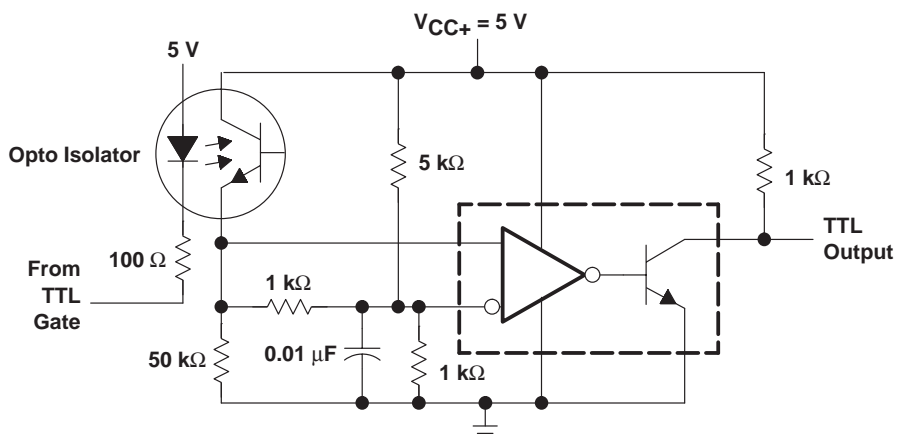 V_CC+ = 5 V
5 V
Opto Isolator
5 kΩ
1 kΩ
100 Ω
TTL
Output
From
TTL
Gate
1 kΩ
50 kΩ
0.01 μF
1 kΩ